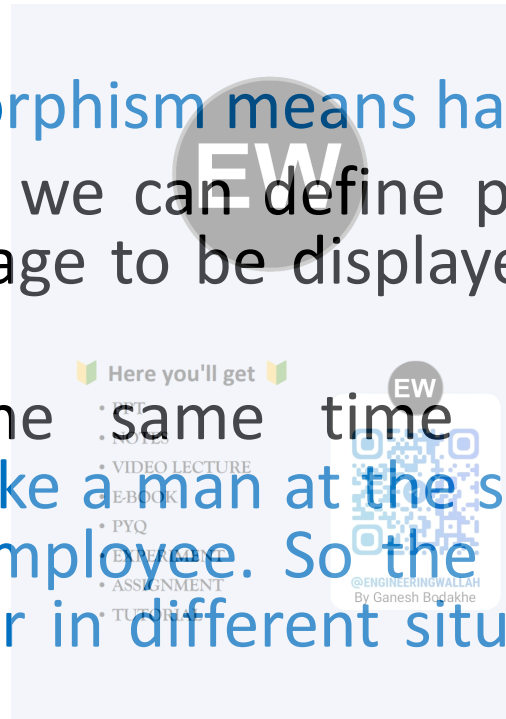 orphism means ha
EW
we can define p
age to be displaye
🔰 Here you'll get 🔰
• PPT
ne same time
EW
• NOTES
• VIDEO LECTURE
ke a man at the s
• E-BOOK
• PYQ
mployee. So the
• EXPERIMENT
• ASSIGNMENT
@ENGINEERINGWALLAH
By Ganesh Bodakhe
r in different situ
• TUTORIAL